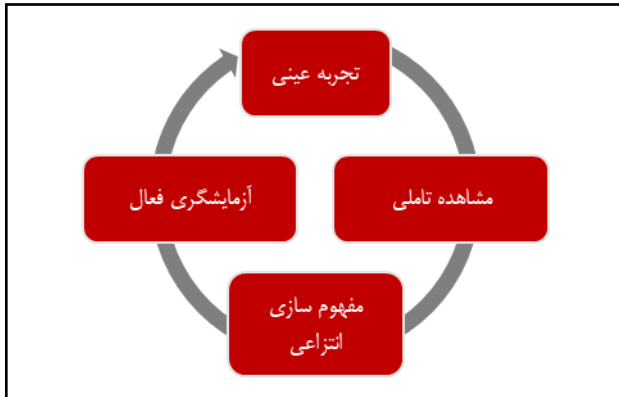 تجربه عینی
مشاهده تاملی
آزمایشگری فعال
مفهوم سازی
انتزاعی